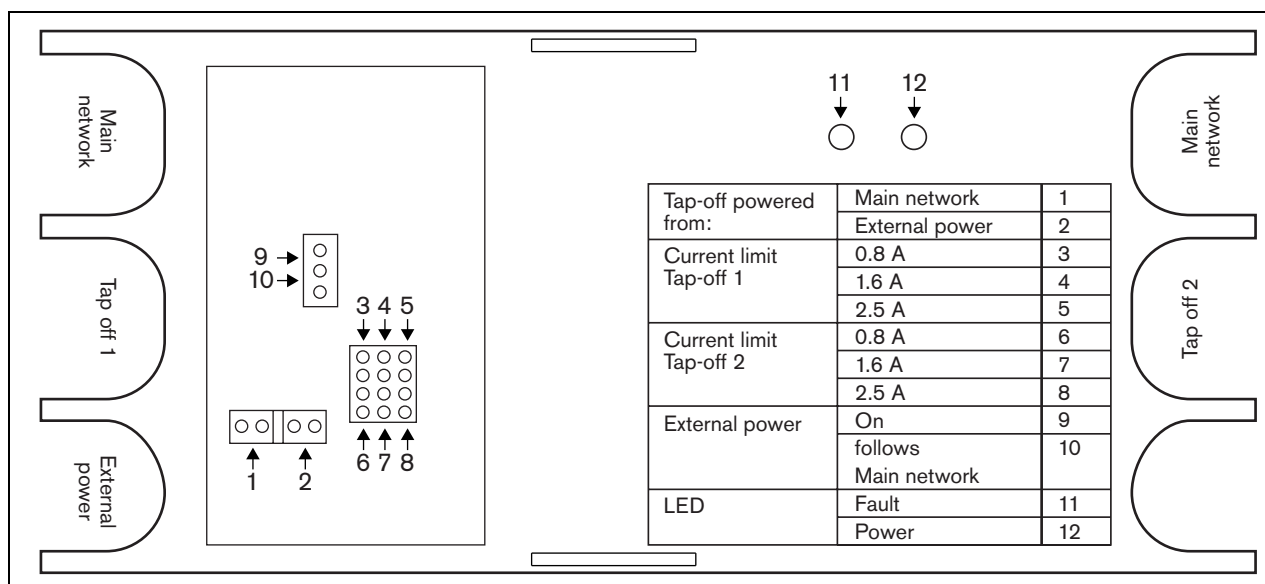 Main
network
Tap off 1
External
power
9
10
3 4 5
6 7 8
1
2
11
12
Tap-off powered
from:
Main network
1
External power
2
Current limit
Tap-off 1
0.8 A
3
1.6 A
4
2.5 A
5
Current limit
Tap-off 2
0.8 A
6
1.6 A
7
2.5 A
8
External power
On
9
follows
Main network
10
LED
Fault
11
Power
12
Main
network
Tap off 2